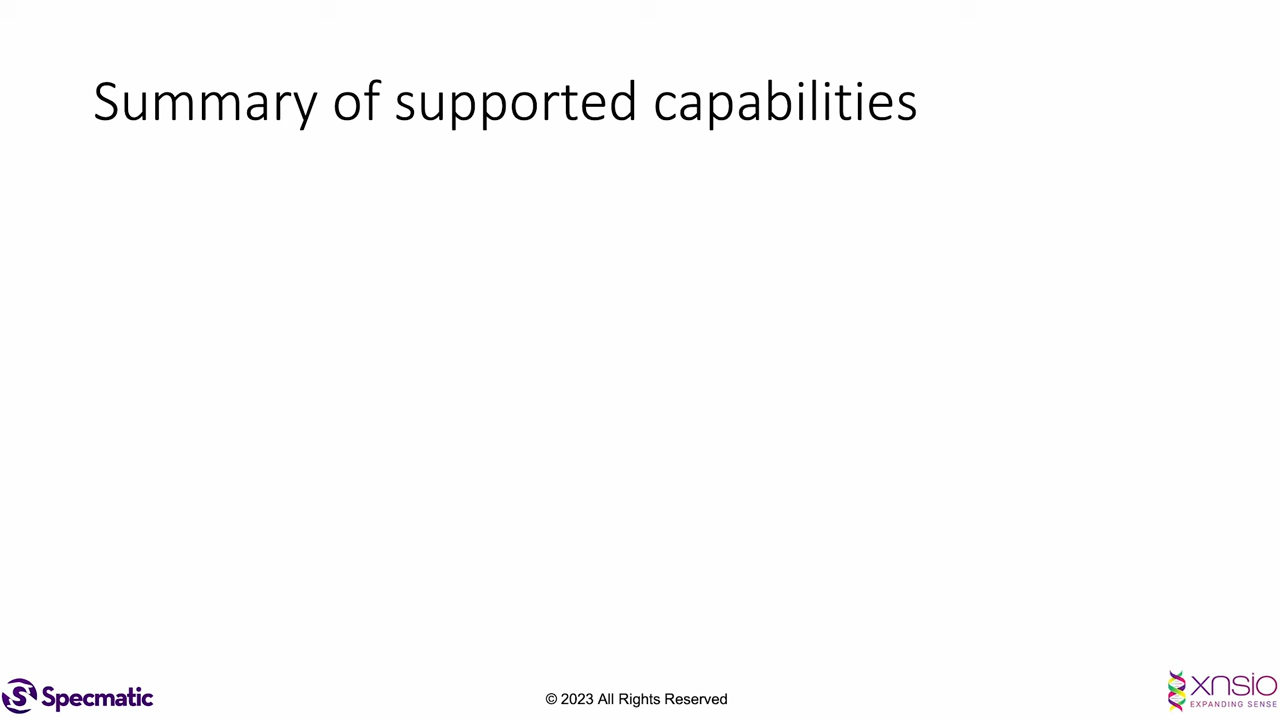 Summary of supported capabilities
Specmatic
© 2023 All Rights Reserved
xnsio
EXPANDING SENSE